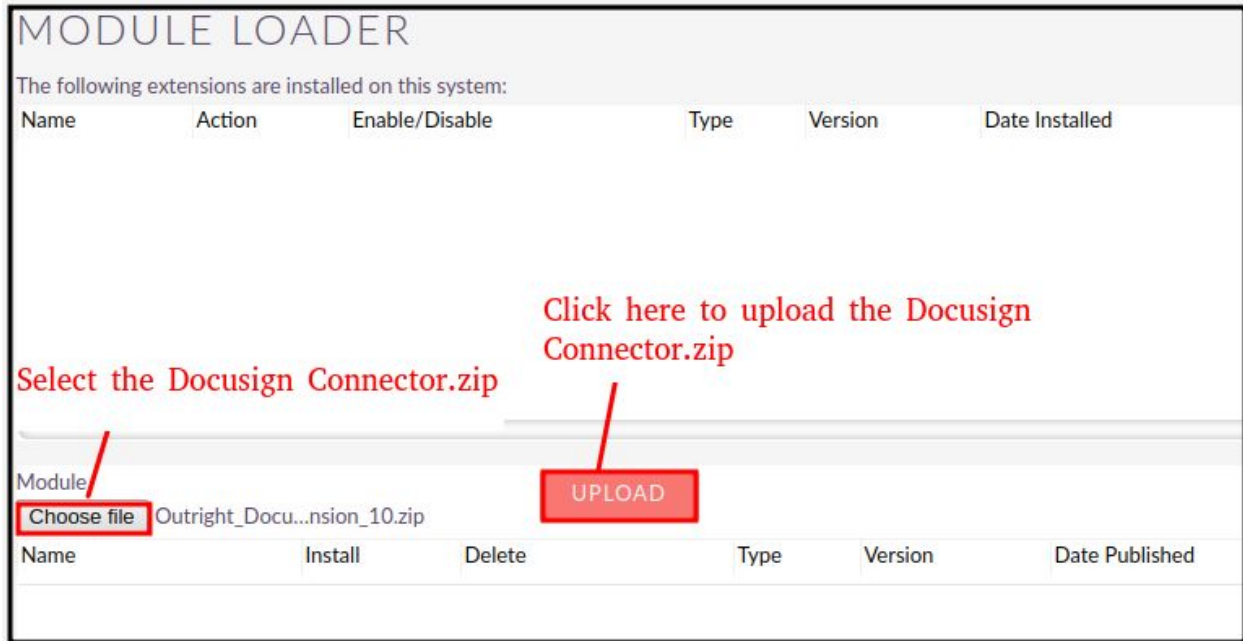 MODULE LOADER
The following extensions are installed on this system:
Name Action Enable/Disable Type Version Date Installed
Click here to upload the Docusign
Connector.zip
Select the Docusign Connector.zip
Module
UPLOAD
Choose file Outright_Docu...nsion_10.zip
Name Install Delete Type Version Date Published